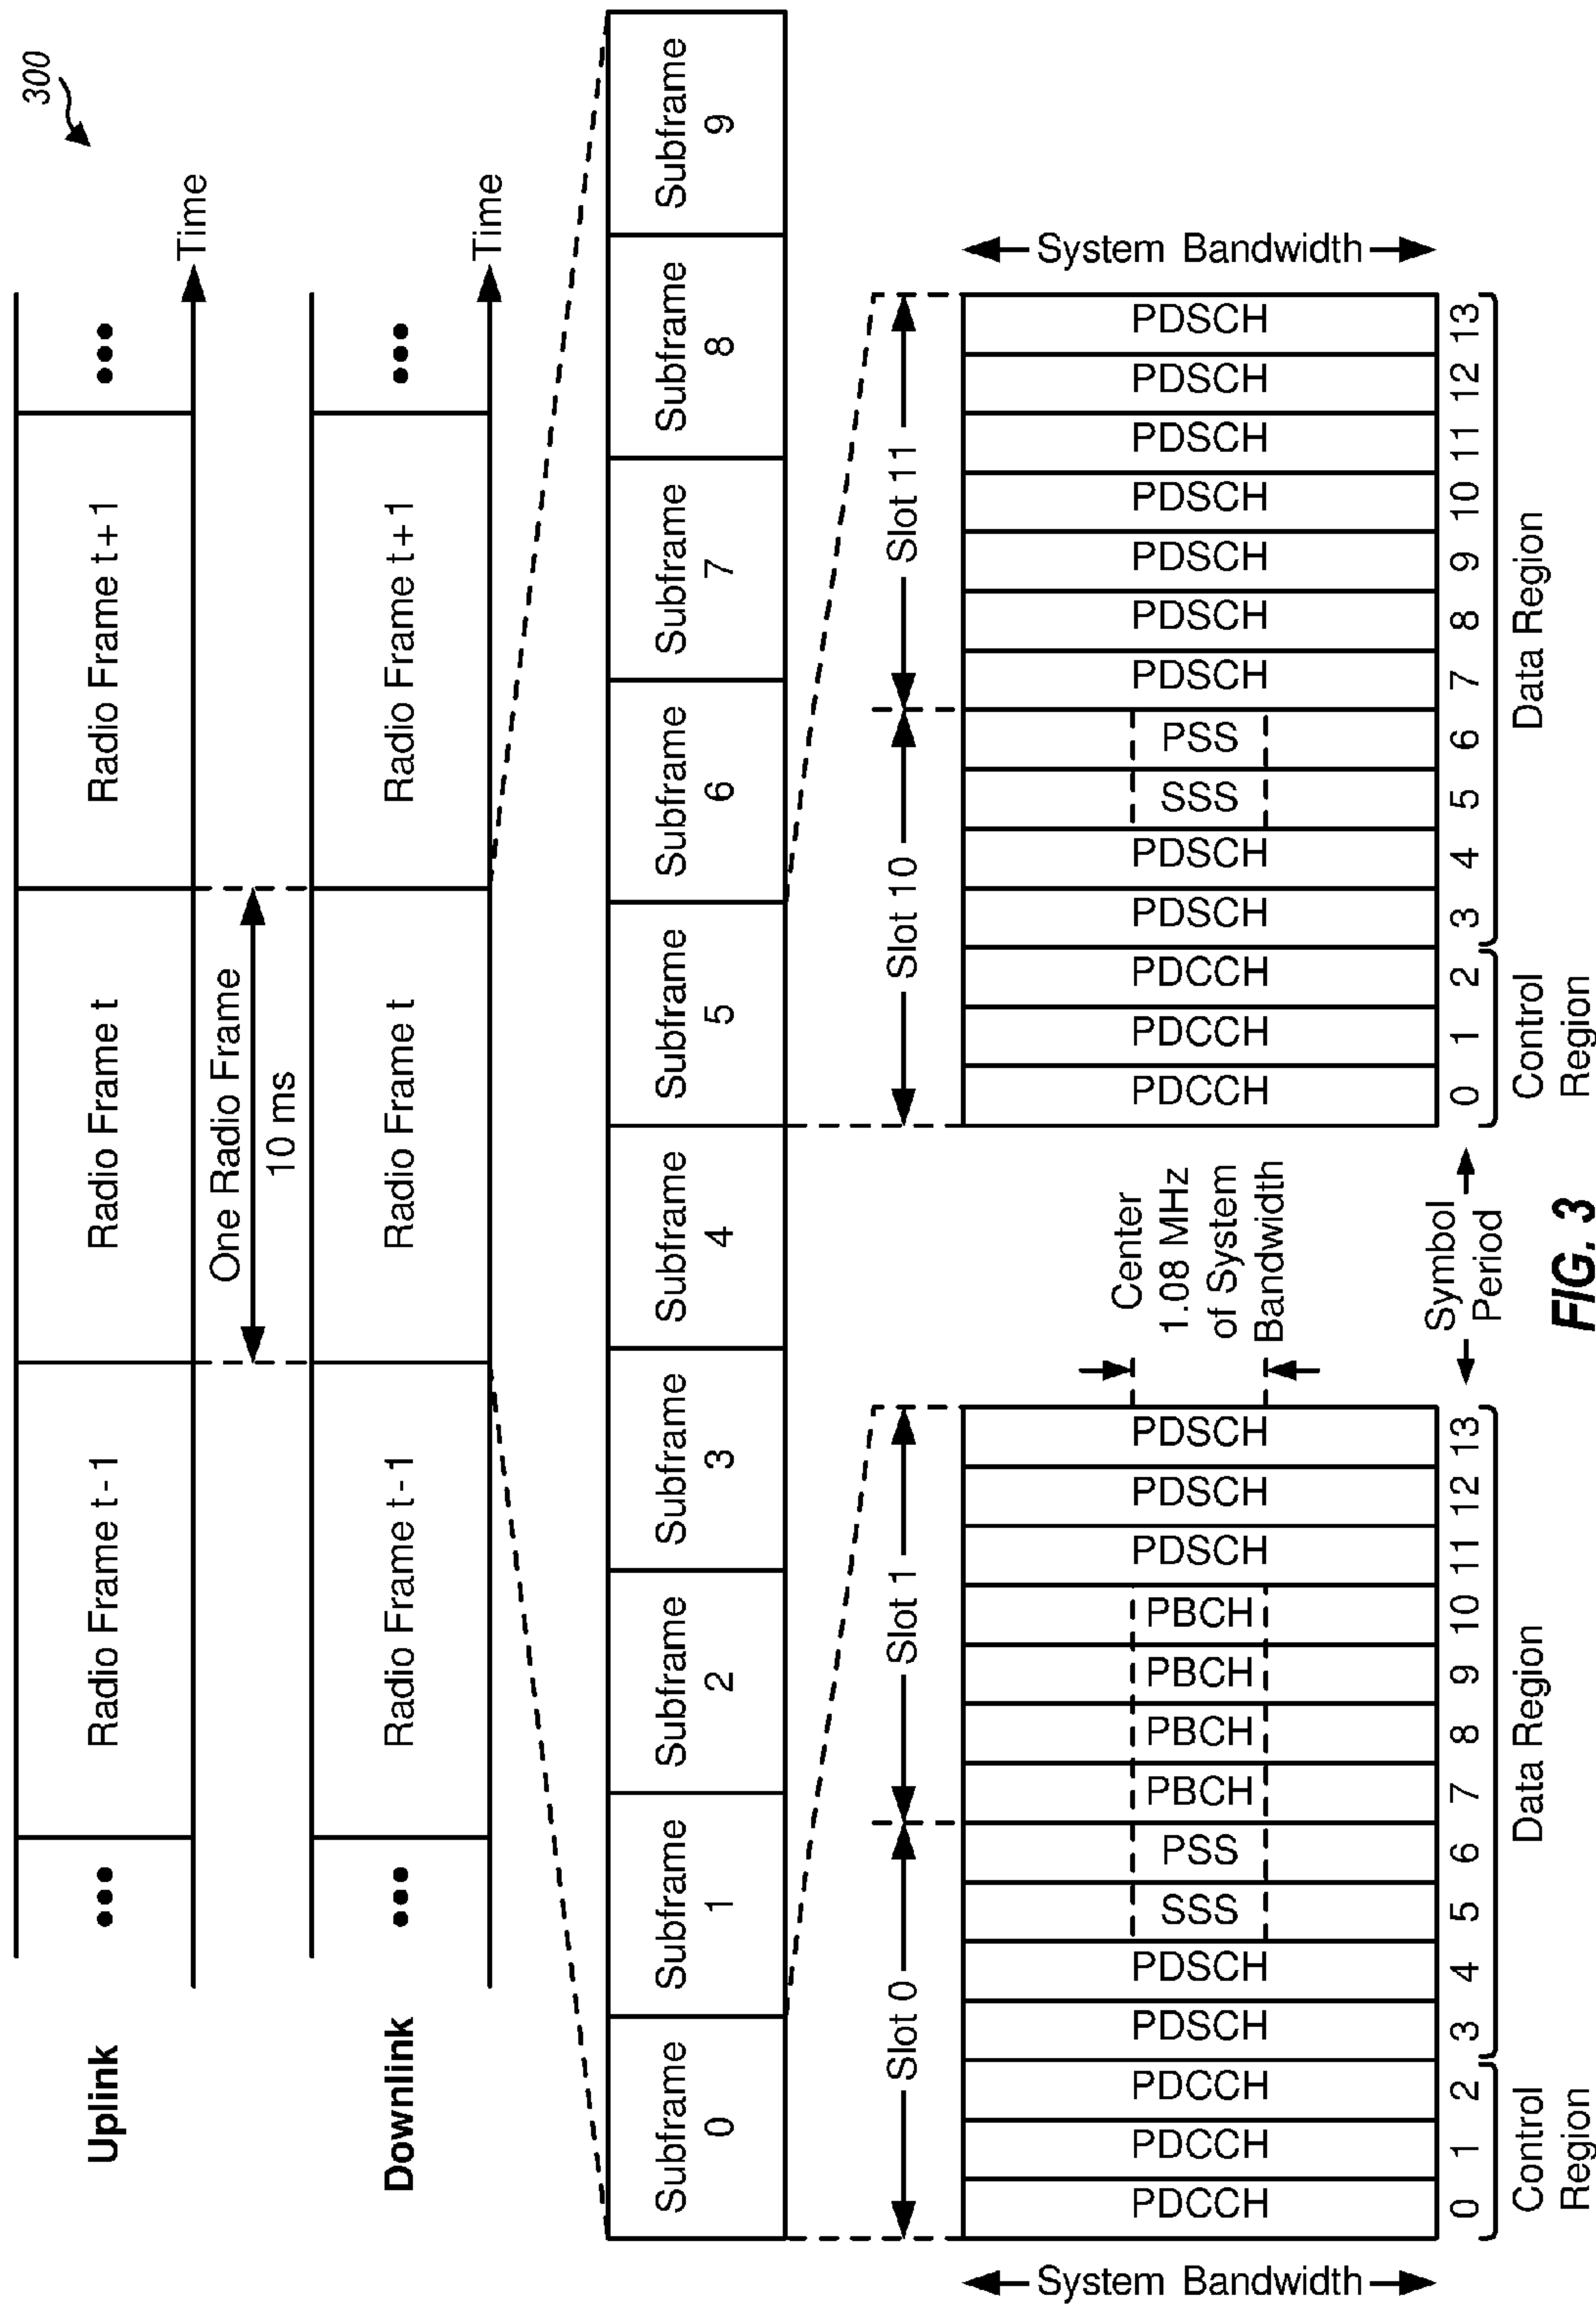 300
Uplink
Radio Frame t-1
Radio Frame t
Radio Frame t+1
Time
One Radio Frame
10 ms
Downlink
Radio Frame t-1
Radio Frame t
Radio Frame t+1
Time
Subframe 0
Subframe 1
Subframe 2
Subframe 3
Subframe 4
Subframe 5
Subframe 6
Subframe 7
Subframe 8
Subframe 9
Slot 0
Slot 1
System Bandwidth
PDCCH
PDCCH
PDCCH
PDSCH
PDSCH
SSS
PSS
PBCH
PBCH
PBCH
PBCH
PDSCH
PDSCH
PDSCH
0 1 2 3 4 5 6 7 8 9 10 11 12 13
Control
Region
Data Region
Center
1.08 MHz
of System
Bandwidth
Symbol
Period
Slot 10
Slot 11
PDCCH
PDCCH
PDCCH
PDSCH
PDSCH
SSS
PSS
PDSCH
PDSCH
PDSCH
PDSCH
PDSCH
PDSCH
PDSCH
System Bandwidth
0 1 2 3 4 5 6 7 8 9 10 11 12 13
Control
Region
Data Region
FIG. 3